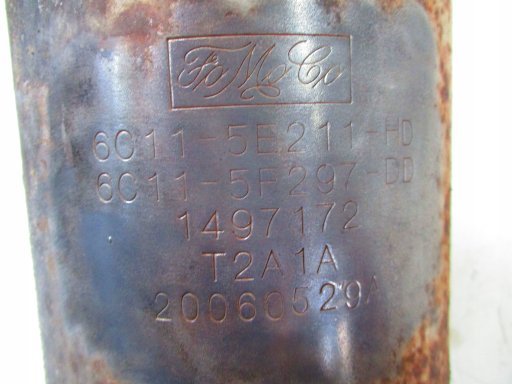 FoMoCo
6C11-5E211-HD
6C11-5F297-DD
1497172
T2A1A
20060529A